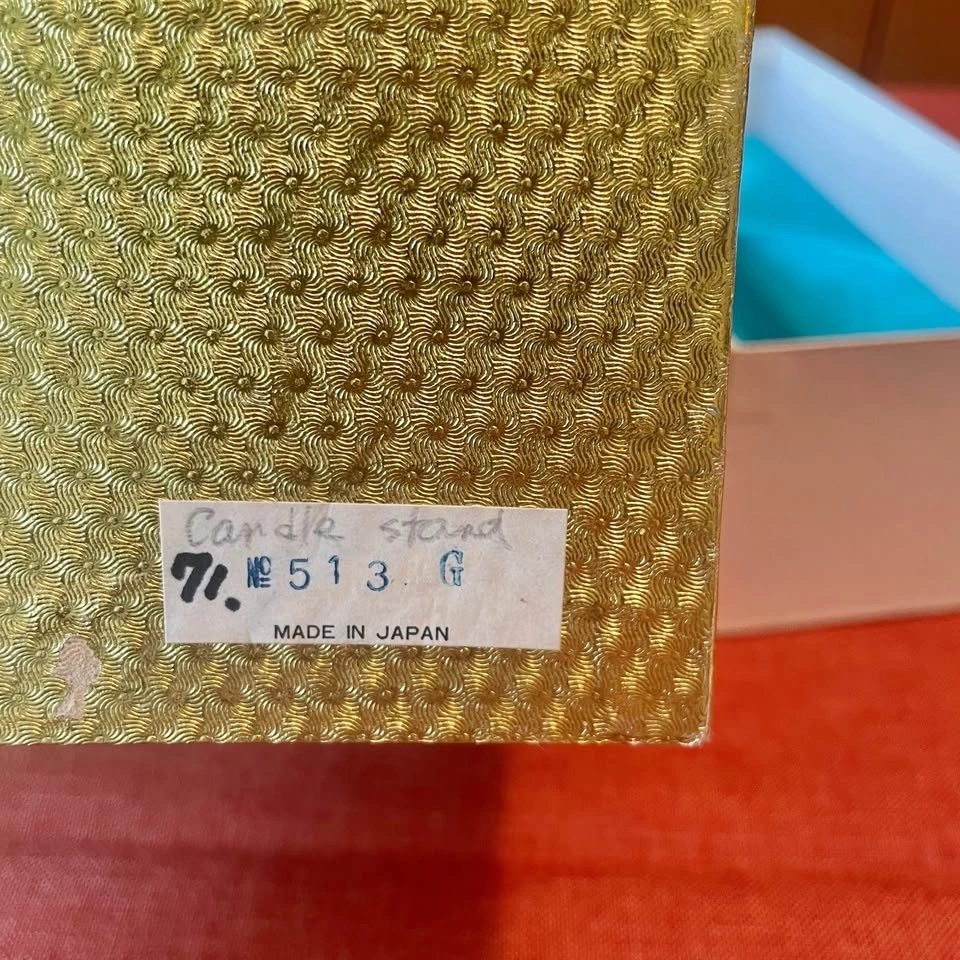 Candle stand
71. № 513 G
MADE IN JAPAN